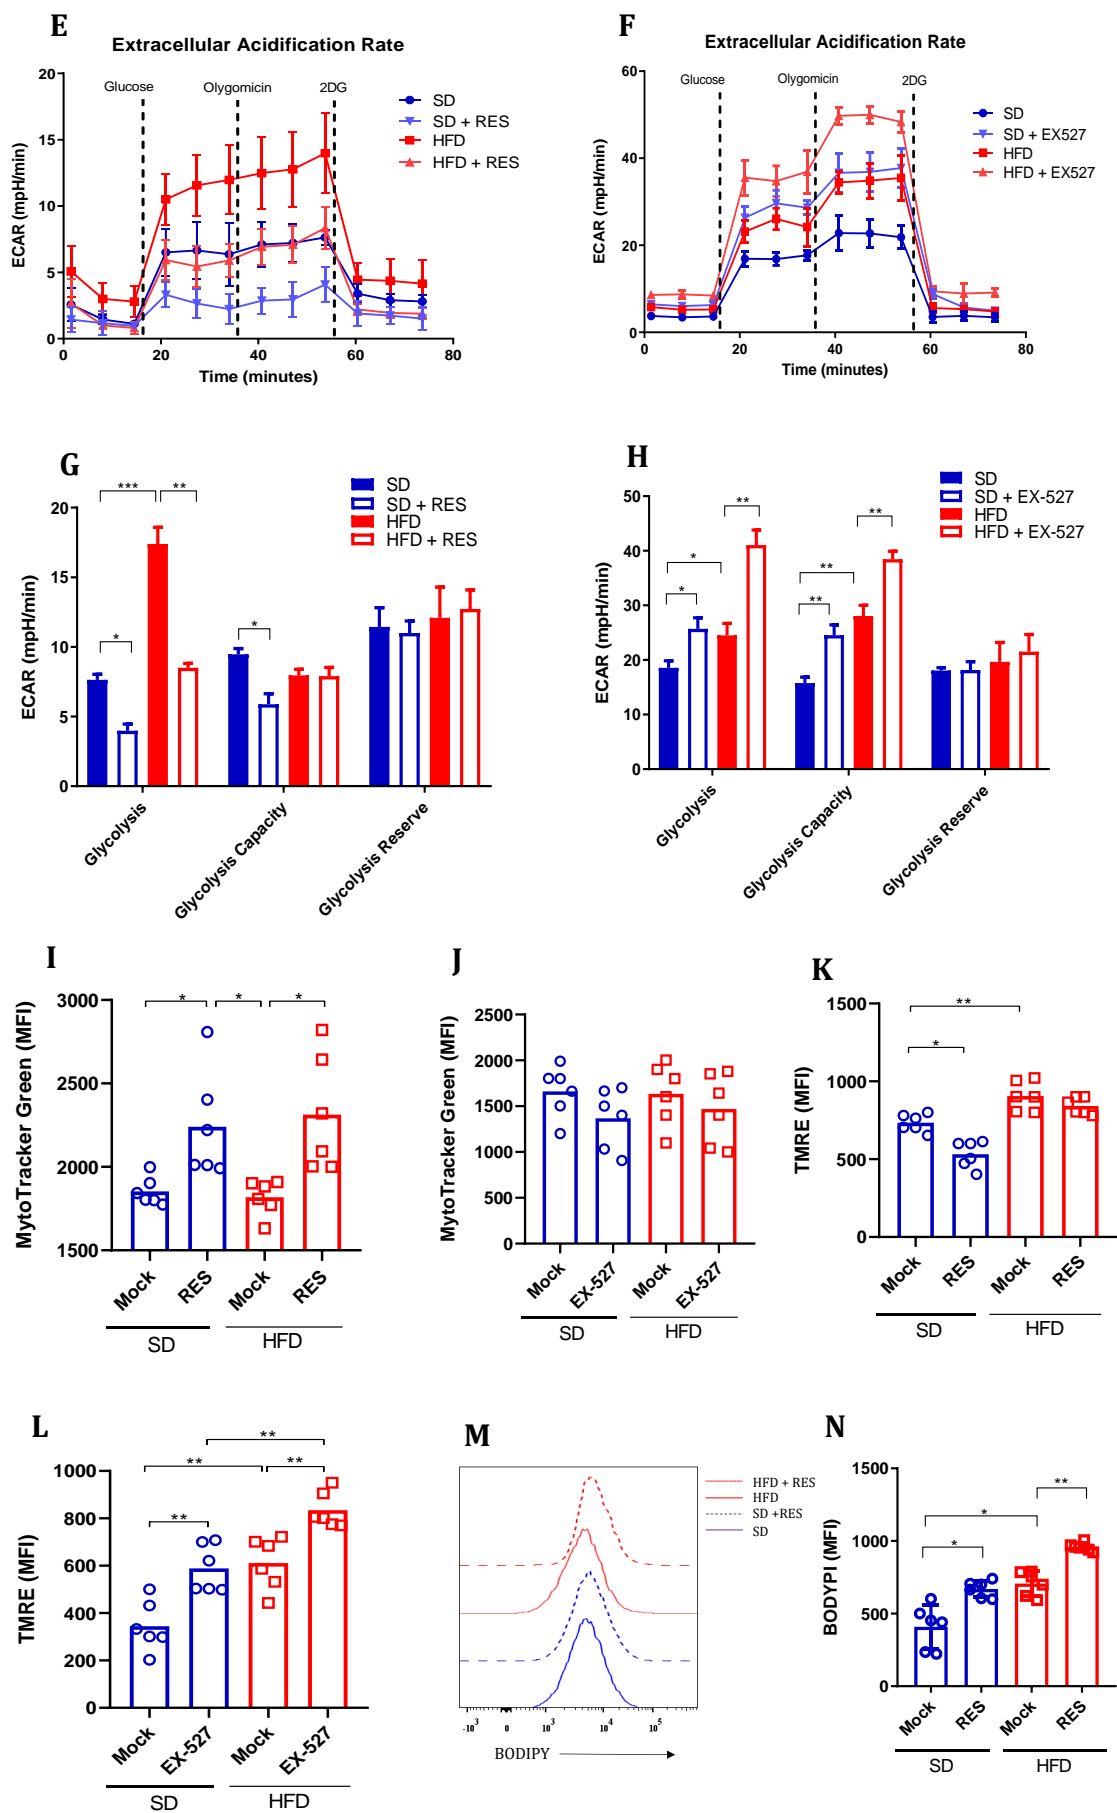 E
Extracellular Acidification Rate
Glucose
Olygomicin
2DG
ECAR (mpH/min)
20
15
10
5
0
0
20
40
60
80
Time (minutes)
SD
SD + RES
HFD
HFD + RES
F
Extracellular Acidification Rate
Glucose
Olygomicin
2DG
ECAR (mpH/min)
60
40
20
0
0
20
40
60
80
Time (minutes)
SD
SD + EX527
HFD
HFD + EX527
G
SD
SD + RES
HFD
HFD + RES
ECAR (mpH/min)
20
15
10
5
0
***
**
*
*
Glycolysis
Glycolysis Capacity
Glycolysis Reserve
H
SD
SD + EX-527
HFD
HFD + EX-527
ECAR (mpH/min)
50
40
30
20
10
0
**
*
*
**
**
**
Glycolysis
Glycolysis Capacity
Glycolysis Reserve
I
MytoTracker Green (MFI)
3000
2500
2000
1500
*
*
*
Mock
RES
Mock
RES
SD
HFD
J
MytoTracker Green (MFI)
2500
2000
1500
1000
500
0
Mock
EX-527
Mock
EX-527
SD
HFD
K
TMRE (MFI)
1500
1000
500
0
**
*
Mock
RES
Mock
RES
SD
HFD
L
TMRE (MFI)
1000
800
600
400
200
0
**
**
**
**
Mock
EX-527
Mock
EX-527
SD
HFD
M
HFD + RES
HFD
SD +RES
SD
-10³
0
10³
10⁴
10⁵
BODIPY
N
BODYPI (MFI)
1500
1000
500
0
**
*
*
Mock
RES
Mock
RES
SD
HFD